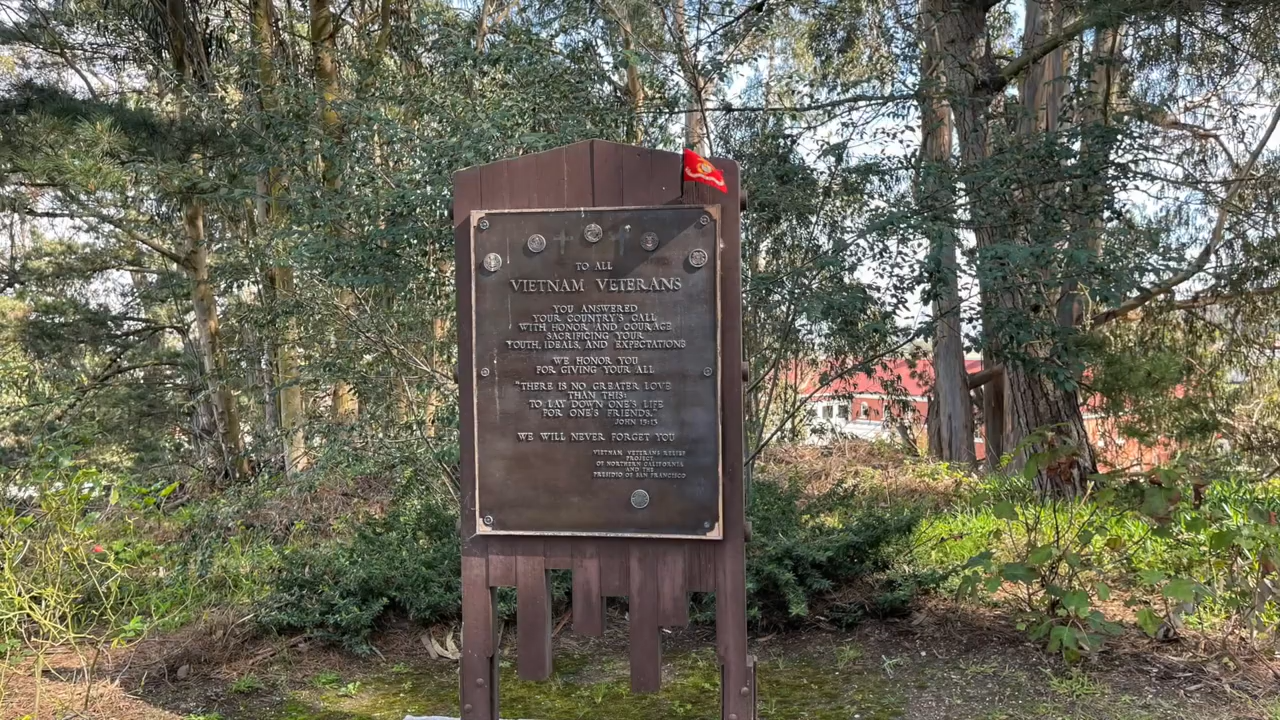 TO ALL
VIETNAM VETERANS
YOU ANSWERED
YOUR COUNTRY'S CALL
WITH HONOR AND COURAGE
SACRIFICING YOUR
YOUTH, IDEALS, AND EXPECTATIONS
WE HONOR YOU
FOR GIVING YOUR ALL
"THERE IS NO GREATER LOVE
THAN THIS:
TO LAY DOWN ONE'S LIFE
FOR ONE'S FRIENDS."
JOHN 15:13
WE WILL NEVER FORGET YOU
VIETNAM VETERANS RELIEF
PROJECT
OF NORTHERN CALIFORNIA
AND THE
PRESIDIO OF SAN FRANCISCO